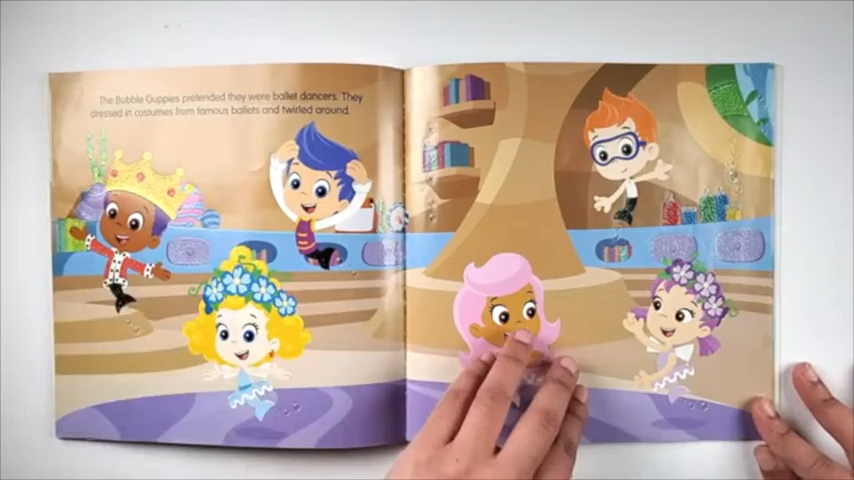 The Bubble Guppies pretended they were ballet dancers. They
dressed in costumes from famous ballets and twirled around.